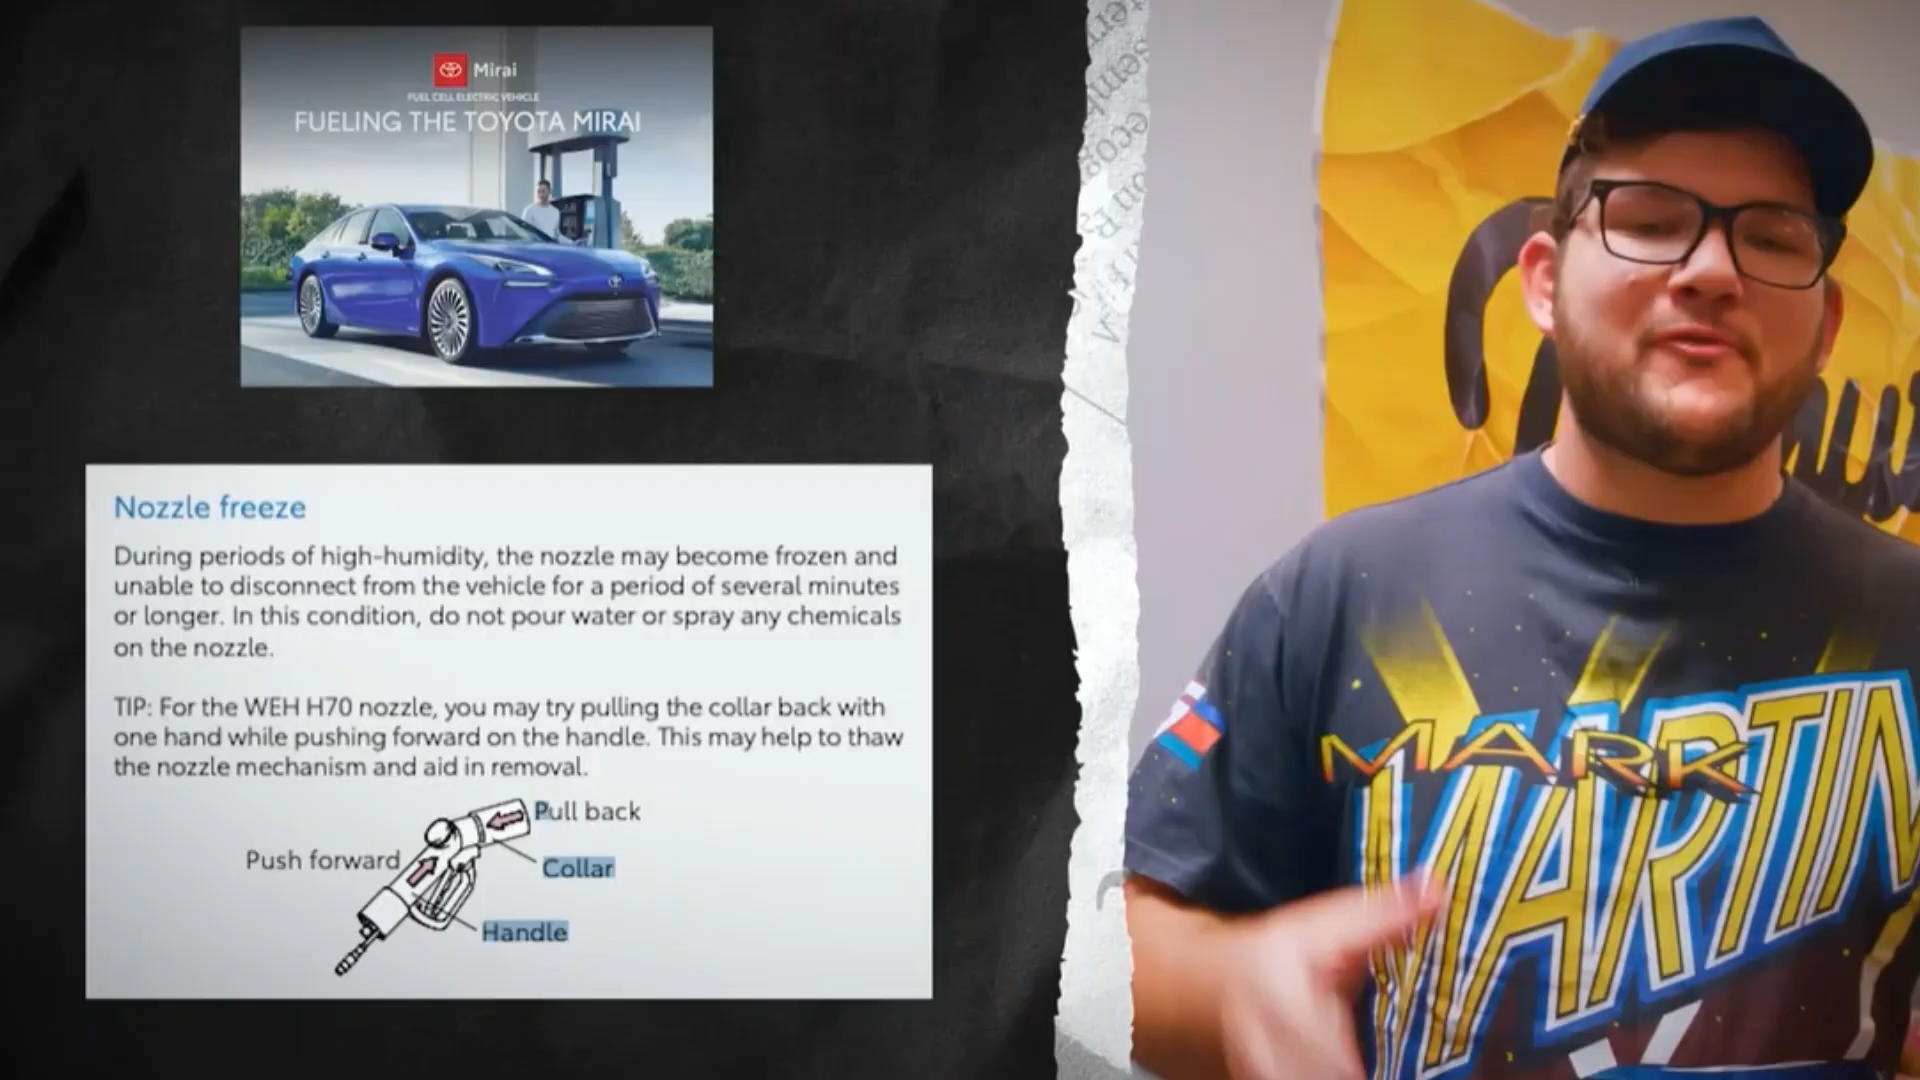 Mirai
FUEL CELL ELECTRIC VEHICLE
FUELING THE TOYOTA MIRAI
Nozzle freeze
During periods of high-humidity, the nozzle may become frozen and
unable to disconnect from the vehicle for a period of several minutes
or longer. In this condition, do not pour water or spray any chemicals
on the nozzle.
TIP: For the WEH H70 nozzle, you may try pulling the collar back with
one hand while pushing forward on the handle. This may help to thaw
the nozzle mechanism and aid in removal.
Pull back
Push forward
Collar
Handle
MARK
MARTIN